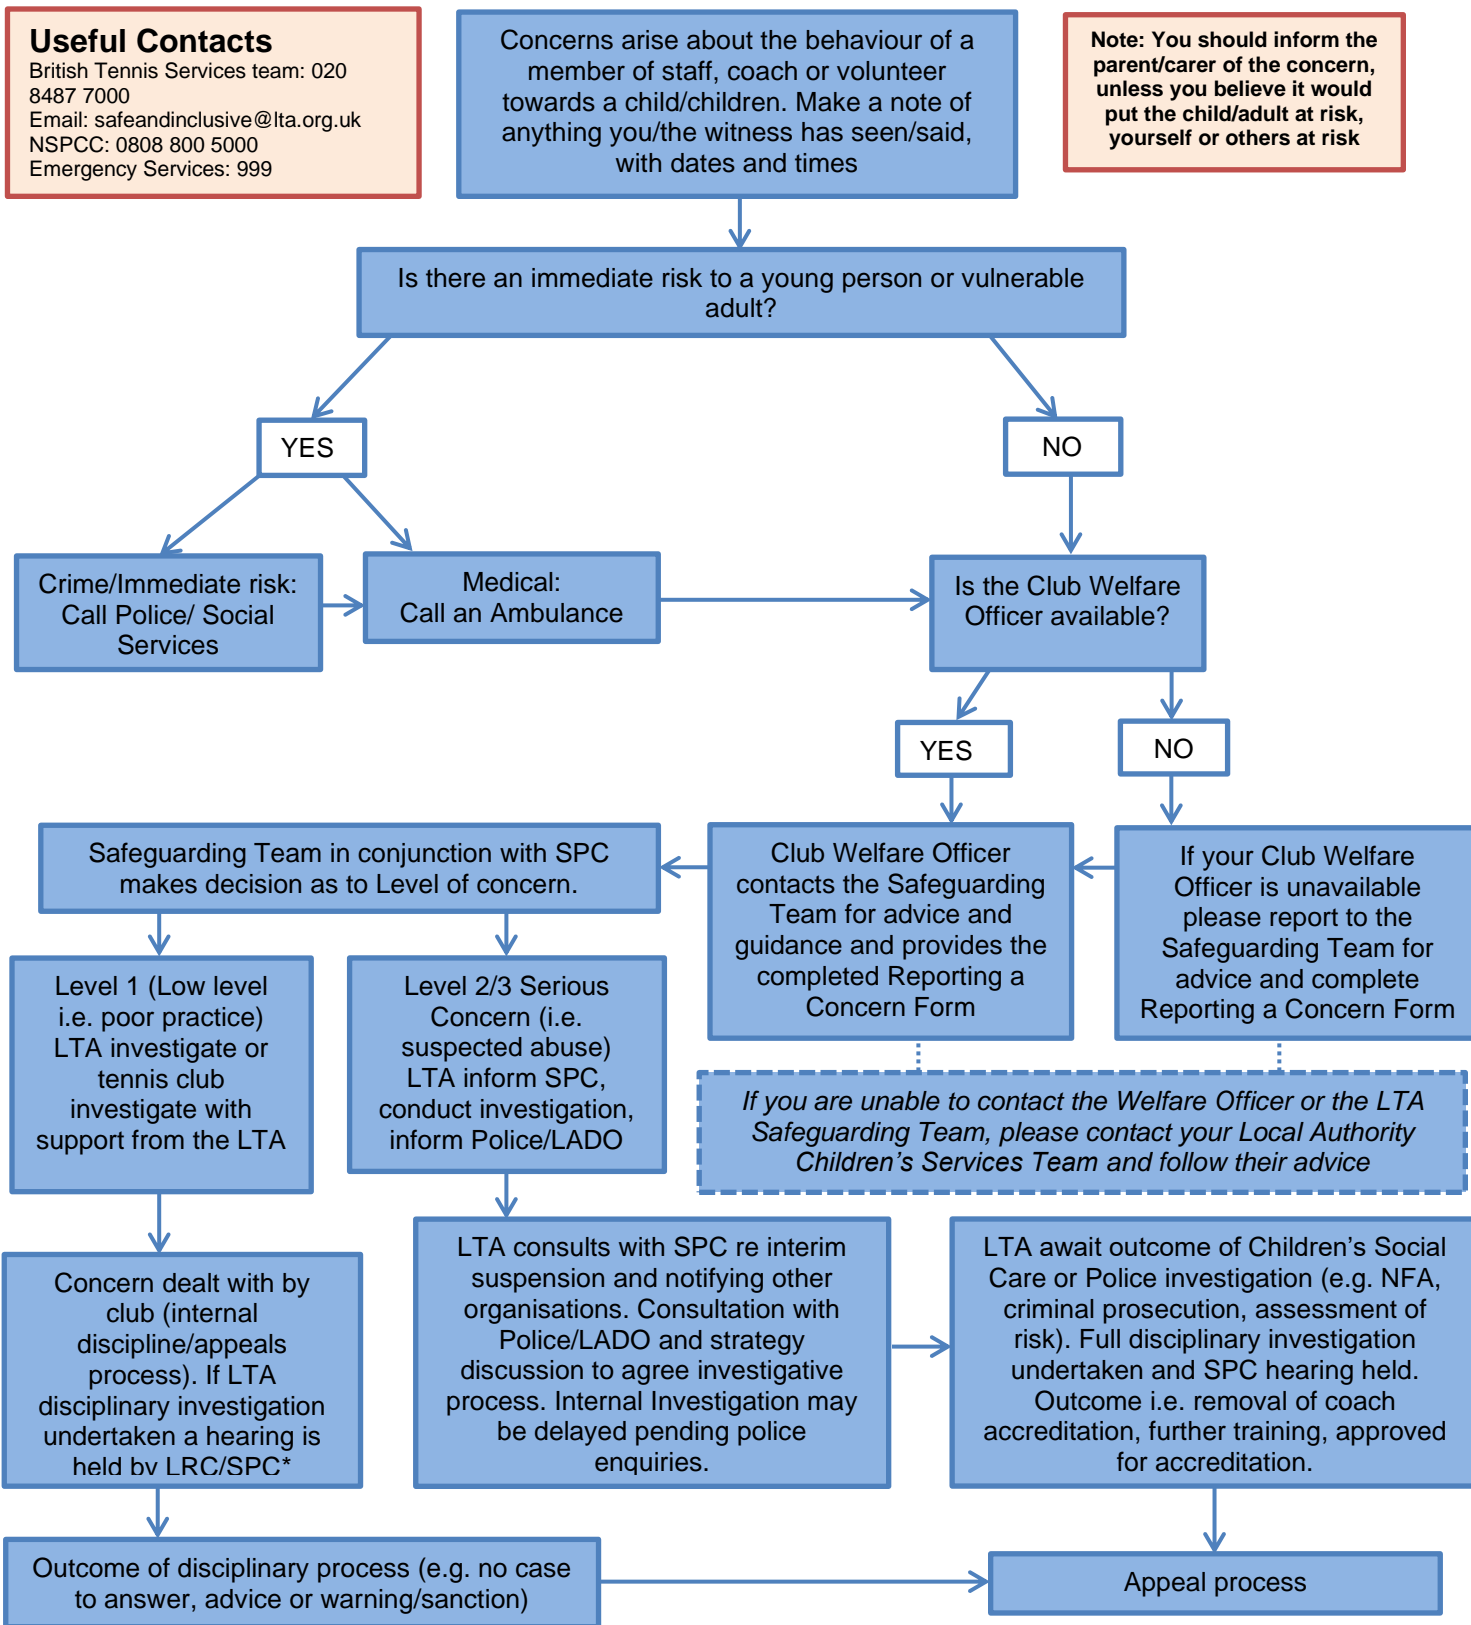 Useful Contacts
British Tennis Services team: 020
8487 7000
Email: safeandinclusive@lta.org.uk
NSPCC: 0808 800 5000
Emergency Services: 999
Concerns arise about the behaviour of a
member of staff, coach or volunteer
towards a child/children. Make a note of
anything you/the witness has seen/said,
with dates and times
Note: You should inform the
parent/carer of the concern,
unless you believe it would
put the child/adult at risk,
yourself or others at risk
Is there an immediate risk to a young person or vulnerable
adult?
YES
NO
Crime/Immediate risk:
Call Police/ Social
Services
Medical:
Call an Ambulance
Is the Club Welfare
Officer available?
YES
NO
Safeguarding Team in conjunction with SPC
makes decision as to Level of concern.
Club Welfare Officer
contacts the Safeguarding
Team for advice and
guidance and provides the
completed Reporting a
Concern Form
If your Club Welfare
Officer is unavailable
please report to the
Safeguarding Team for
advice and complete
Reporting a Concern Form
Level 1 (Low level
i.e. poor practice)
LTA investigate or
tennis club
investigate with
support from the LTA
Level 2/3 Serious
Concern (i.e.
suspected abuse)
LTA inform SPC,
conduct investigation,
inform Police/LADO
If you are unable to contact the Welfare Officer or the LTA
Safeguarding Team, please contact your Local Authority
Children’s Services Team and follow their advice
Concern dealt with by
club (internal
discipline/appeals
process). If LTA
disciplinary investigation
undertaken a hearing is
held by LRC/SPC*
LTA consults with SPC re interim
suspension and notifying other
organisations. Consultation with
Police/LADO and strategy
discussion to agree investigative
process. Internal Investigation may
be delayed pending police
enquiries.
LTA await outcome of Children’s Social
Care or Police investigation (e.g. NFA,
criminal prosecution, assessment of
risk). Full disciplinary investigation
undertaken and SPC hearing held.
Outcome i.e. removal of coach
accreditation, further training, approved
for accreditation.
Outcome of disciplinary process (e.g. no case
to answer, advice or warning/sanction)
Appeal process